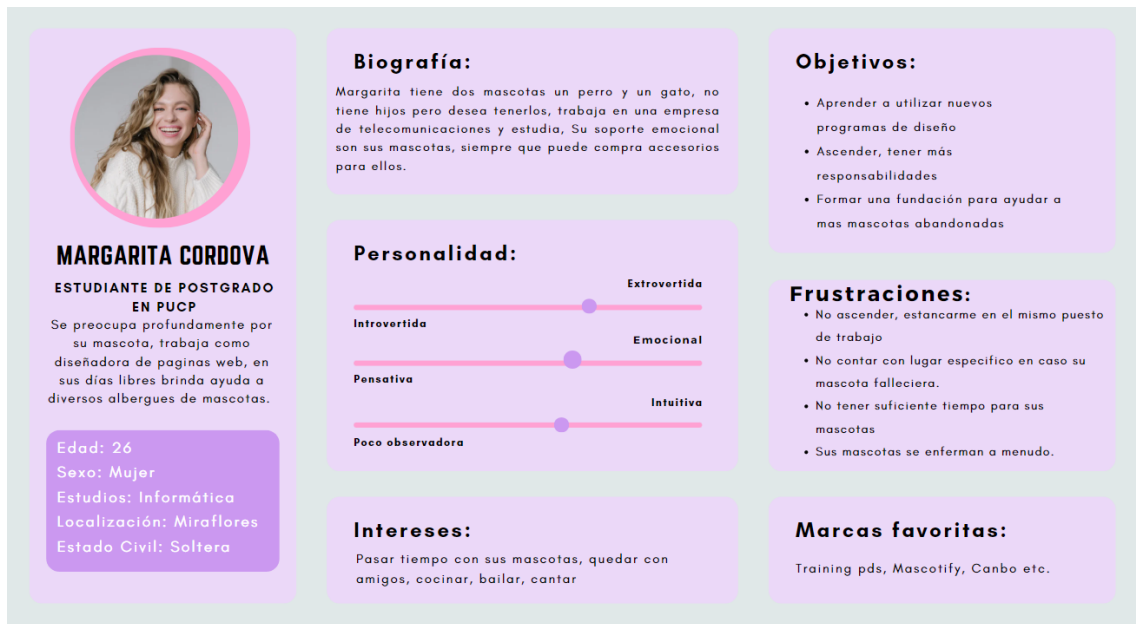 MARGARITA CORDOVA
ESTUDIANTE DE POSTGRADO
EN PUCP
Se preocupa profundamente por
su mascota, trabaja como
diseñadora de paginas web, en
sus días libres brinda ayuda a
diversos albergues de mascotas.
Edad: 26
Sexo: Mujer
Estudios: Informática
Localización: Miraflores
Estado Civil: Soltera
Biografía:
Margarita tiene dos mascotas un perro y un gato, no
tiene hijos pero desea tenerlos, trabaja en una empresa
de telecomunicaciones y estudia, Su soporte emocional
son sus mascotas, siempre que puede compra accesorios
para ellos.
Personalidad:
Extrovertida
Introvertida
Emocional
Pensativa
Intuitiva
Poco observadora
Intereses:
Pasar tiempo con sus mascotas, quedar con
amigos, cocinar, bailar, cantar
Objetivos:
• Aprender a utilizar nuevos
programas de diseño
• Ascender, tener más
responsabilidades
• Formar una fundación para ayudar a
mas mascotas abandonadas
Frustraciones:
• No ascender, estancarme en el mismo puesto
de trabajo
• No contar con lugar especifico en caso su
mascota falleciera.
• No tener suficiente tiempo para sus
mascotas
• Sus mascotas se enferman a menudo.
Marcas favoritas:
Training pds, Mascotify, Canbo etc.